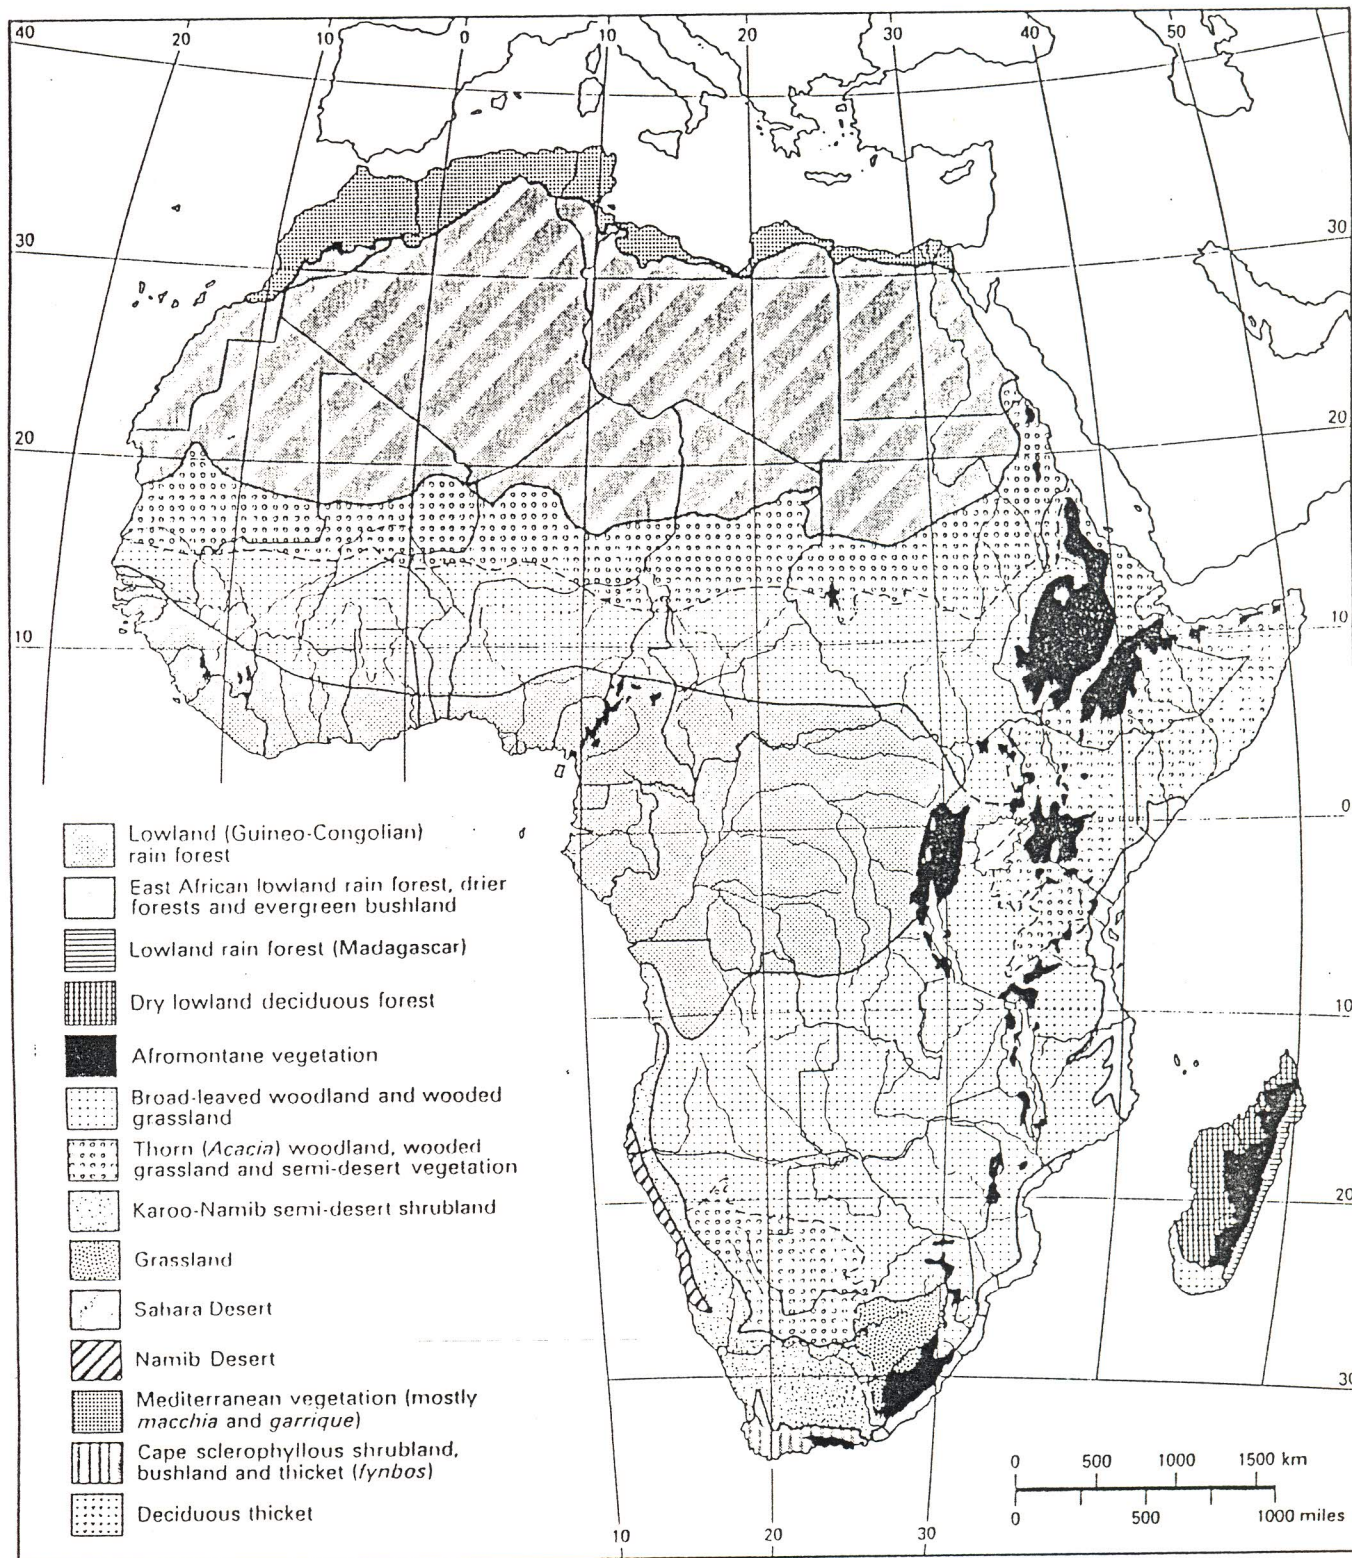 40 20 10 0 10 20 30 40 50
30 30
20 20
10 10
0
10
20
30
10 20 30
Lowland (Guineo-Congolian)
rain forest
East African lowland rain forest, drier
forests and evergreen bushland
Lowland rain forest (Madagascar)
Dry lowland deciduous forest
Afromontane vegetation
Broad-leaved woodland and wooded
grassland
Thorn (Acacia) woodland, wooded
grassland and semi-desert vegetation
Karoo-Namib semi-desert shrubland
Grassland
Sahara Desert
Namib Desert
Mediterranean vegetation (mostly
macchia and garrique)
Cape sclerophyllous shrubland,
bushland and thicket (fynbos)
Deciduous thicket
0 500 1000 1500 km
0 500 1000 miles